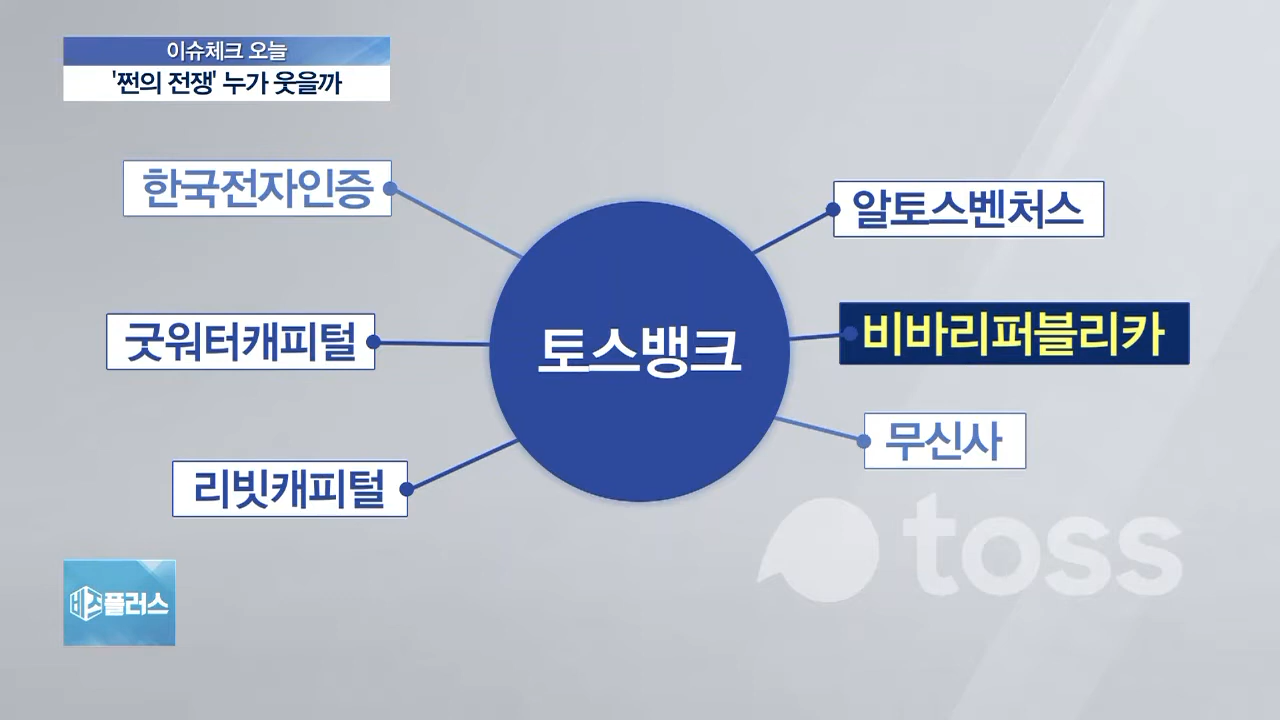 이슈체크 오늘
'쩐의 전쟁' 누가 웃을까
한국전자인증
알토스벤처스
굿워터캐피털
토스뱅크
비바리퍼블리카
무신사
리빗캐피털
toss
비즈플러스